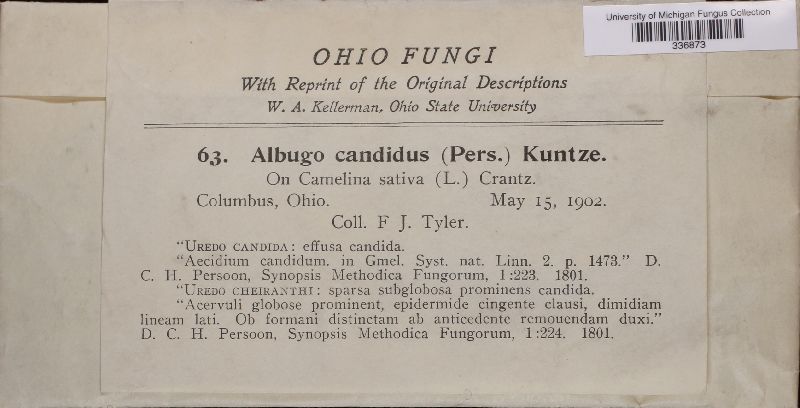 University of Michigan Fungus Collection
336873
OHIO FUNGI
With Reprint of the Original Descriptions
W. A. Kellerman, Ohio State University
63. Albugo candidus (Pers.) Kuntze.
On Camelina sativa (L.) Crantz.
Columbus, Ohio. May 15, 1902.
Coll. F J. Tyler.
"UREDO CANDIDA: effusa candida.
"Aecidium candidum. in Gmel. Syst. nat. Linn. 2. p. 1473." D.
C. H. Persoon, Synopsis Methodica Fungorum, 1:223. 1801.
"UREDO CHEIRANTHI: sparsa subglobosa prominens candida.
"Acervuli globose prominent, epidermide cingente clausi, dimidiam
lineam lati. Ob formani distinctam ab antecedente remouendam duxi."
D. C. H. Persoon, Synopsis Methodica Fungorum, 1:224. 1801.